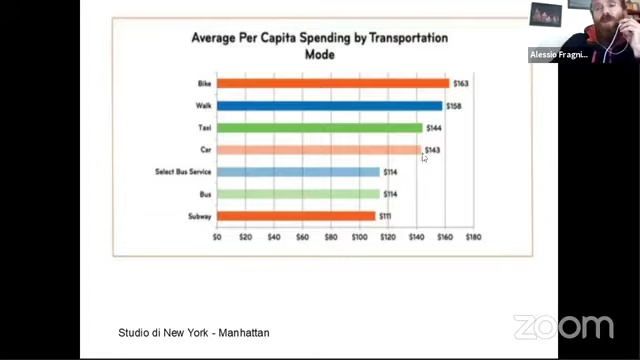 Average Per Capita Spending by Transportation
Mode
Bike
$163
Walk
$158
Taxi
$144
Car
$143
Select Bus Service
$114
Bus
$114
Subway
$111
$0 $20 $40 $60 $80 $100 $120 $140 $160 $180
Studio di New York - Manhattan
Alessio Fragni...
zoom